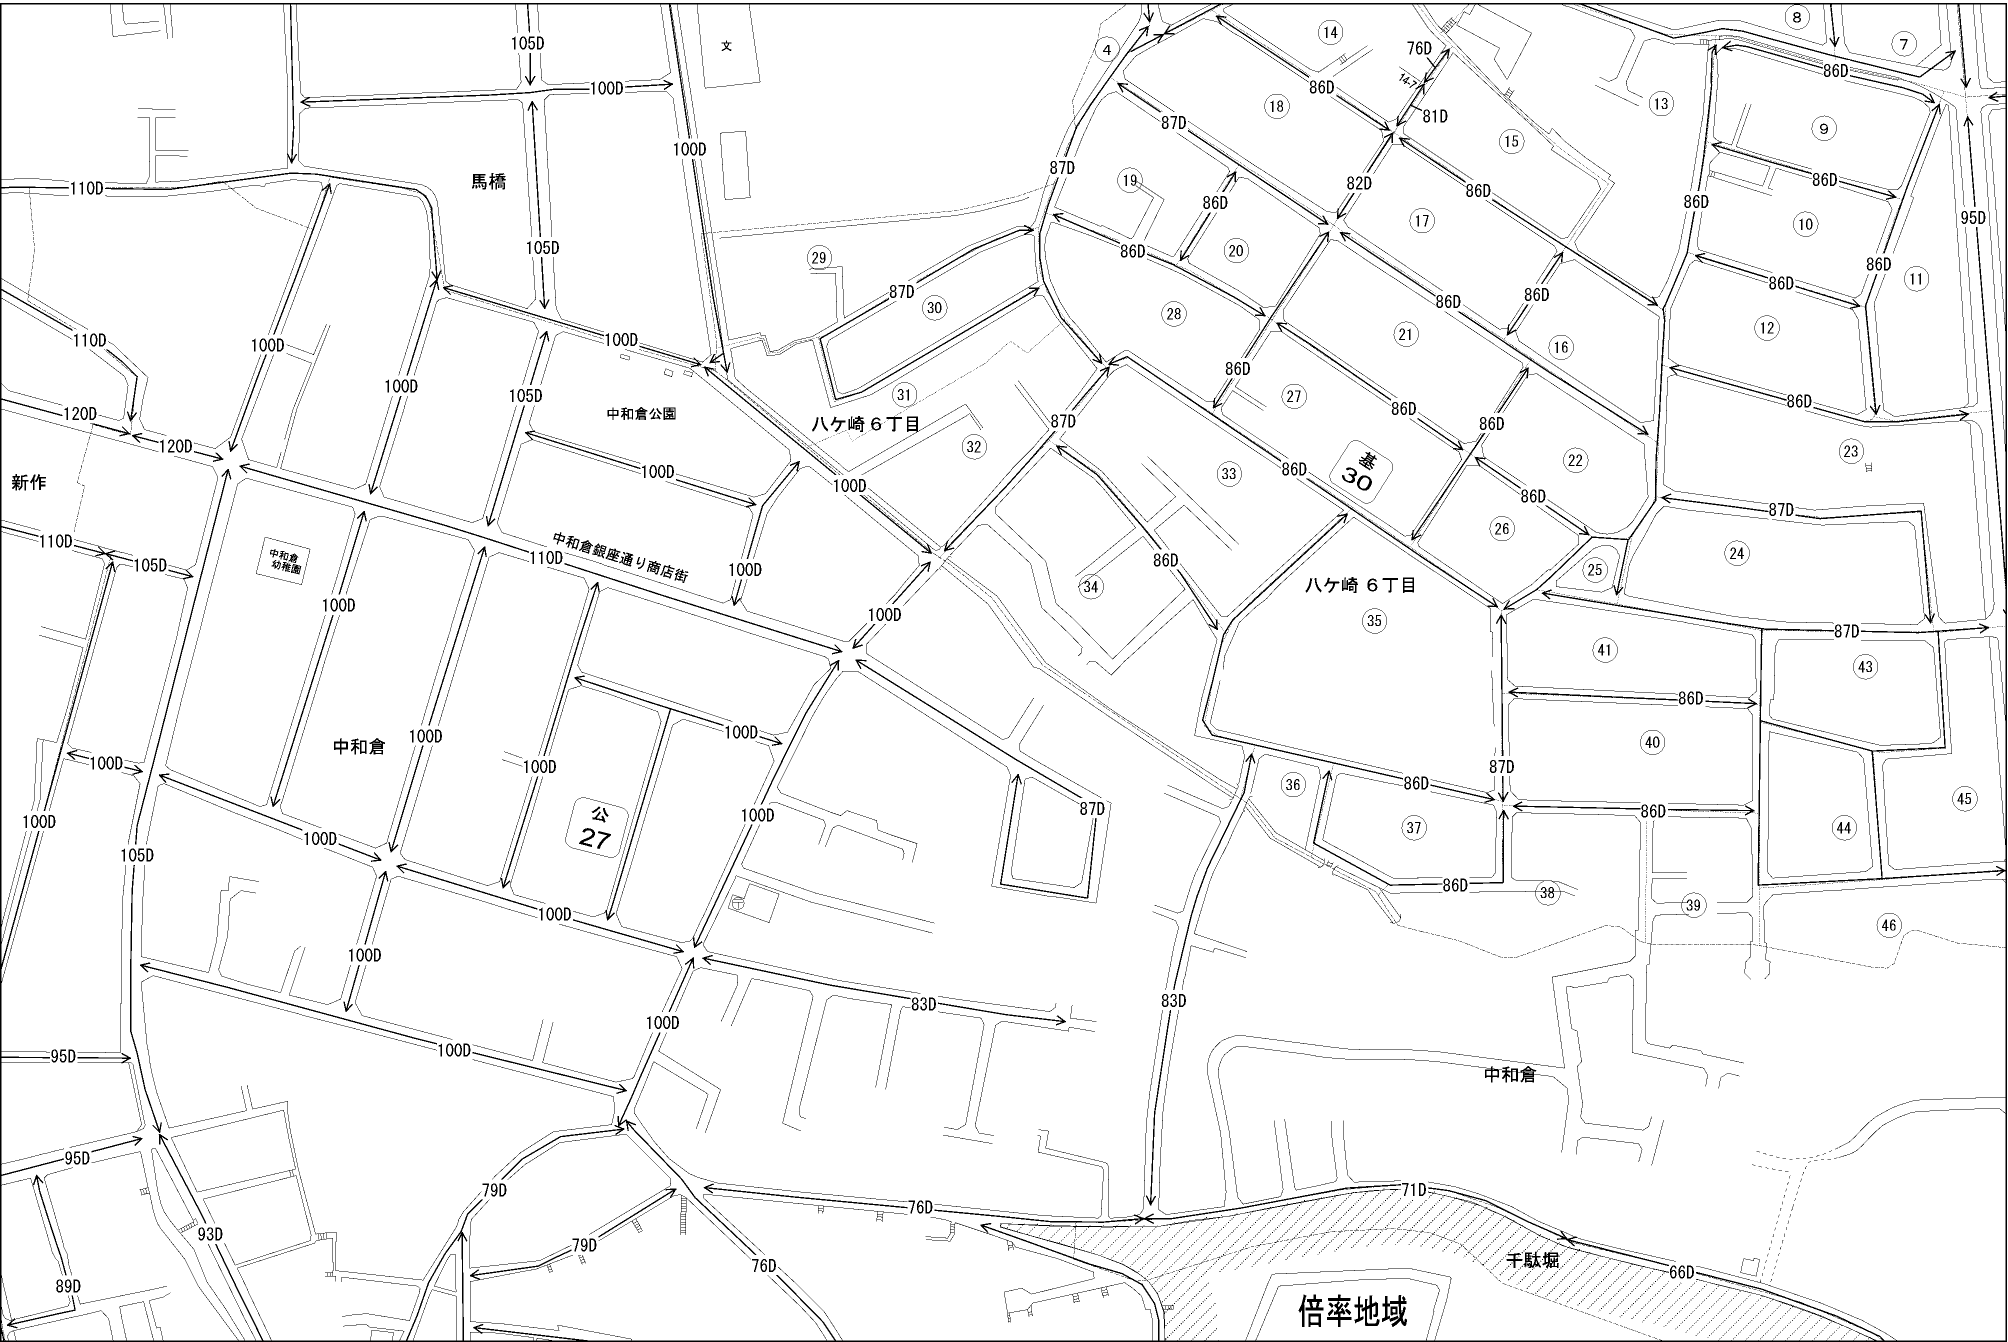 105D
文
4
14
76D
14-7
8
7
86D
100D
18
86D
81D
13
9
15
87D
100D
110D
馬橋
19
87D
86D
82D
86D
86D
86D
95D
105D
29
20
86D
17
10
86D
11
87D
30
28
86D
86D
86D
12
110D
100D
100D
21
16
100D
105D
31
86D
27
86D
86D
120D
中和倉公園
八ケ崎６丁目
87D
86D
120D
32
23
新作
100D
100D
33
86D
基
30
22
86D
110D
中和倉銀座通り商店街
110D
26
87D
105D
中和倉
幼稚園
100D
86D
24
25
34
八ケ崎 ６丁目
100D
100D
35
87D
41
43
86D
100D
100D
中和倉
100D
40
100D
87D
36
86D
45
100D
公
27
100D
87D
37
86D
44
100D
105D
86D
38
39
100D
46
100D
83D
83D
100D
100D
95D
中和倉
95D
79D
76D
71D
93D
79D
76D
千駄堀
66D
89D
倍率地域